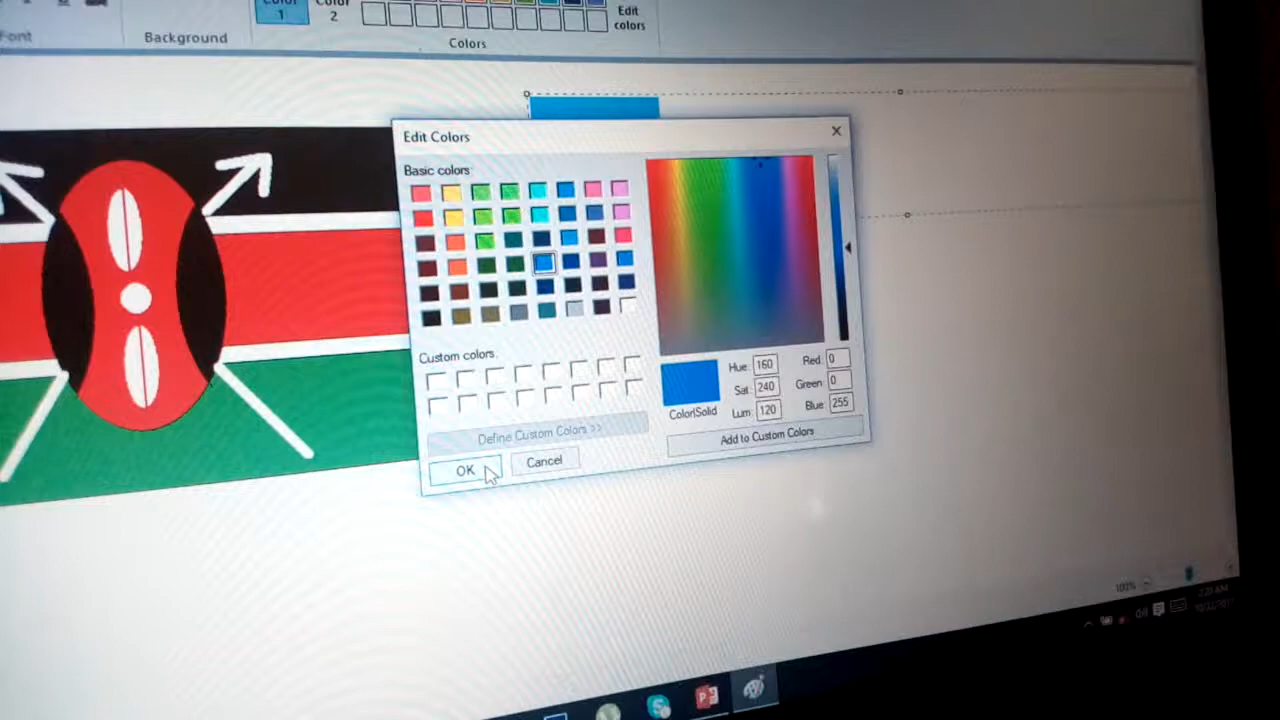 Color
1
Color
2
Edit
colors
Font
Background
Colors
Edit Colors
Basic colors:
Custom colors:
Define Custom Colors >>
OK
Cancel
Color|Solid
Hue: 160
Sat: 240
Lum: 120
Red: 0
Green: 0
Blue: 255
Add to Custom Colors
100%